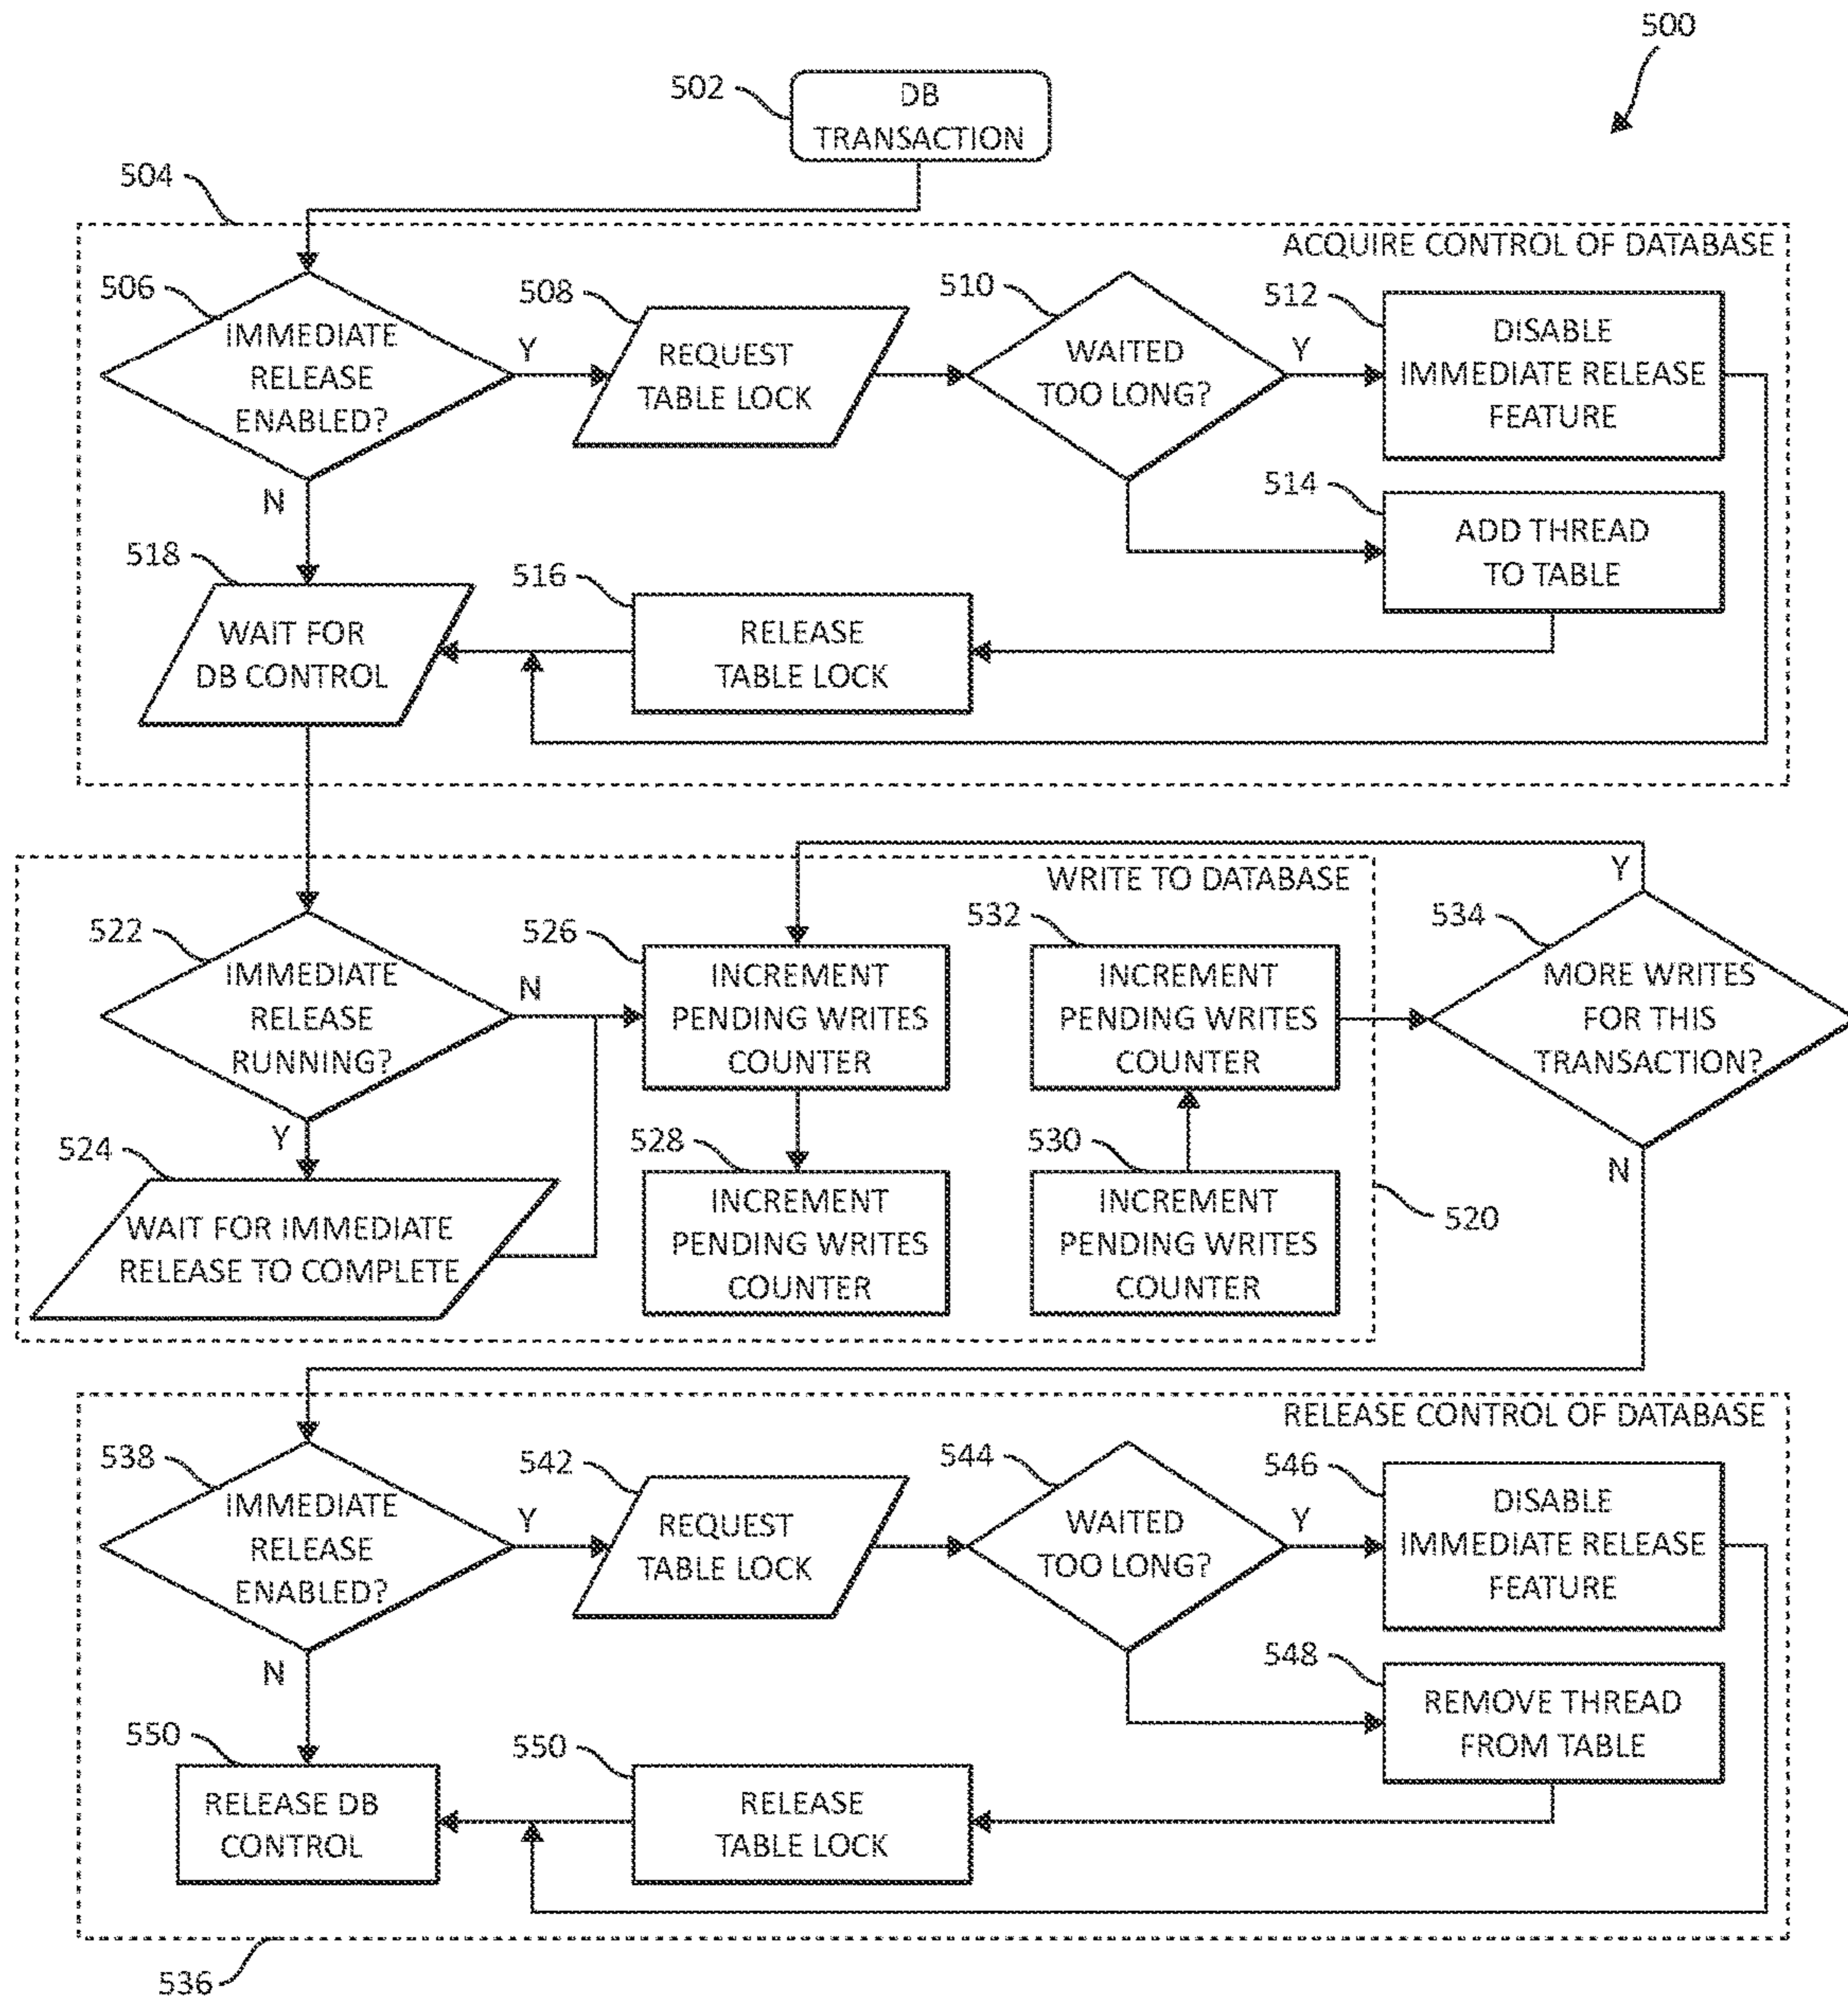 500
502
DB
TRANSACTION
504
ACQUIRE CONTROL OF DATABASE
506
IMMEDIATE
RELEASE
ENABLED?
Y
N
508
REQUEST
TABLE LOCK
510
WAITED
TOO LONG?
Y
512
DISABLE
IMMEDIATE RELEASE
FEATURE
514
ADD THREAD
TO TABLE
516
RELEASE
TABLE LOCK
518
WAIT FOR
DB CONTROL
WRITE TO DATABASE
522
IMMEDIATE
RELEASE
RUNNING?
N
Y
524
WAIT FOR IMMEDIATE
RELEASE TO COMPLETE
526
INCREMENT
PENDING WRITES
COUNTER
528
INCREMENT
PENDING WRITES
COUNTER
532
INCREMENT
PENDING WRITES
COUNTER
530
INCREMENT
PENDING WRITES
COUNTER
520
534
Y
MORE WRITES
FOR THIS
TRANSACTION?
N
RELEASE CONTROL OF DATABASE
538
IMMEDIATE
RELEASE
ENABLED?
Y
N
542
REQUEST
TABLE LOCK
544
WAITED
TOO LONG?
Y
546
DISABLE
IMMEDIATE RELEASE
FEATURE
548
REMOVE THREAD
FROM TABLE
550
RELEASE
TABLE LOCK
550
RELEASE DB
CONTROL
536